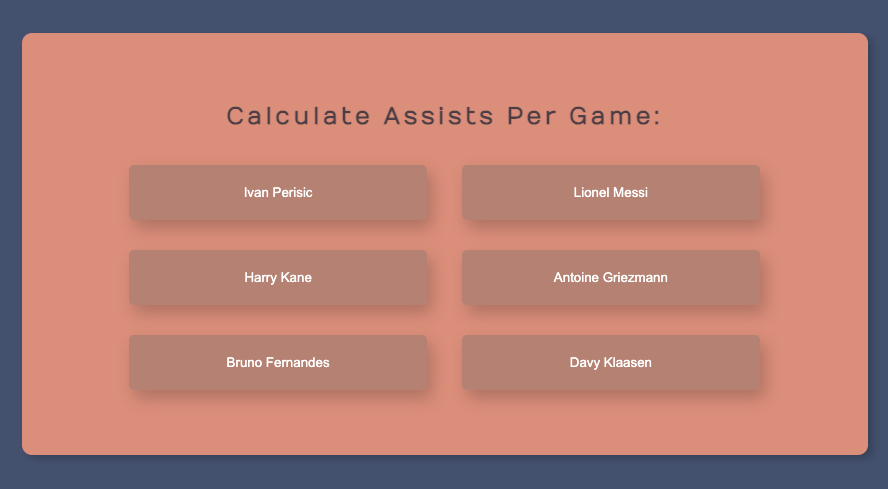 Calculate Assists Per Game:
Ivan Perisic
Lionel Messi
Harry Kane
Antoine Griezmann
Bruno Fernandes
Davy Klaasen